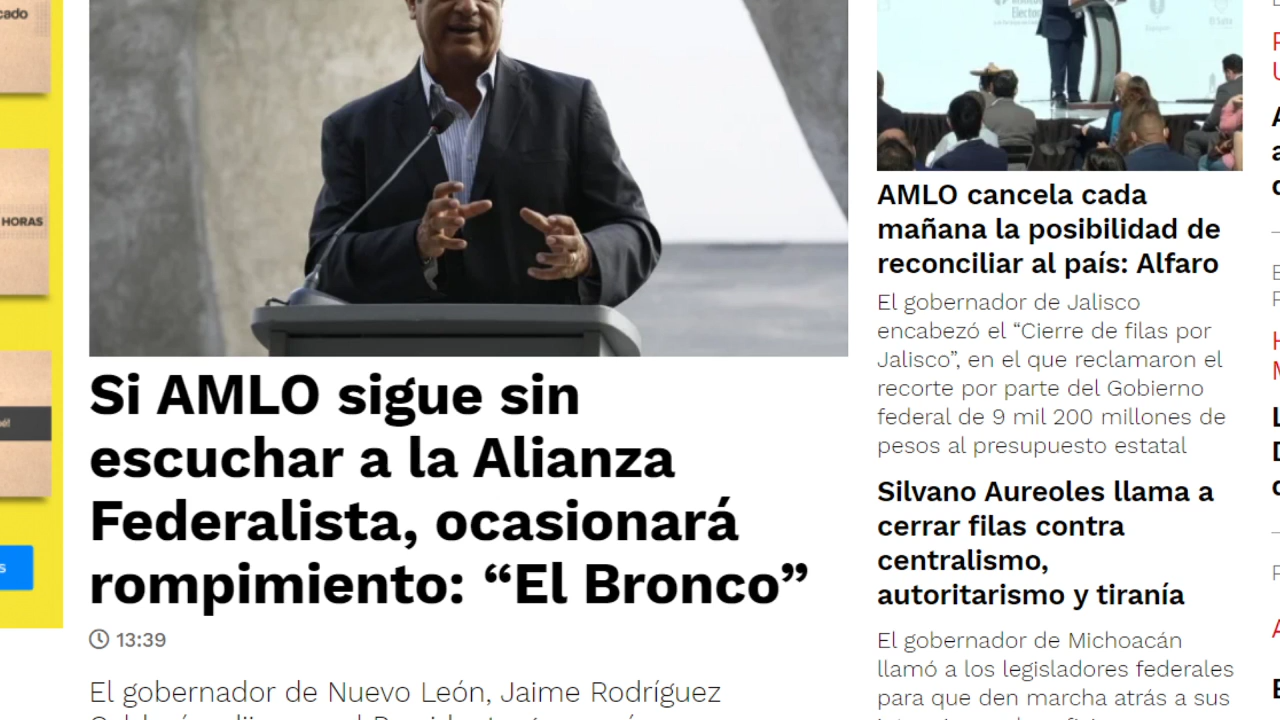 cado
HORAS
Si AMLO sigue sin
escuchar a la Alianza
Federalista, ocasionará
rompimiento: “El Bronco”
13:39
El gobernador de Nuevo León, Jaime Rodríguez
AMLO cancela cada
mañana la posibilidad de
reconciliar al país: Alfaro
El gobernador de Jalisco
encabezó el “Cierre de filas por
Jalisco”, en el que reclamaron el
recorte por parte del Gobierno
federal de 9 mil 200 millones de
pesos al presupuesto estatal
Silvano Aureoles llama a
cerrar filas contra
centralismo,
autoritarismo y tiranía
El gobernador de Michoacán
llamó a los legisladores federales
para que den marcha atrás a sus